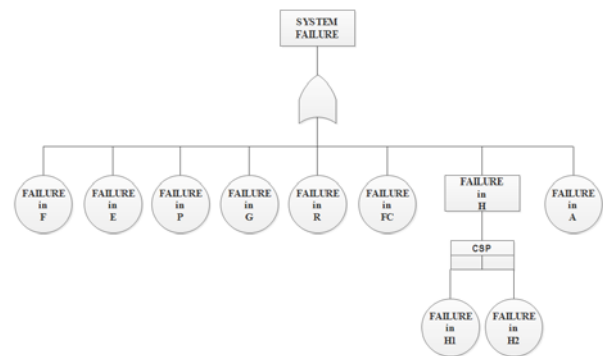 SYSTEM
FAILURE
FAILURE
in
F
FAILURE
in
E
FAILURE
in
P
FAILURE
in
G
FAILURE
in
R
FAILURE
in
FC
FAILURE
in
H
FAILURE
in
A
CSP
FAILURE
in
H1
FAILURE
in
H2